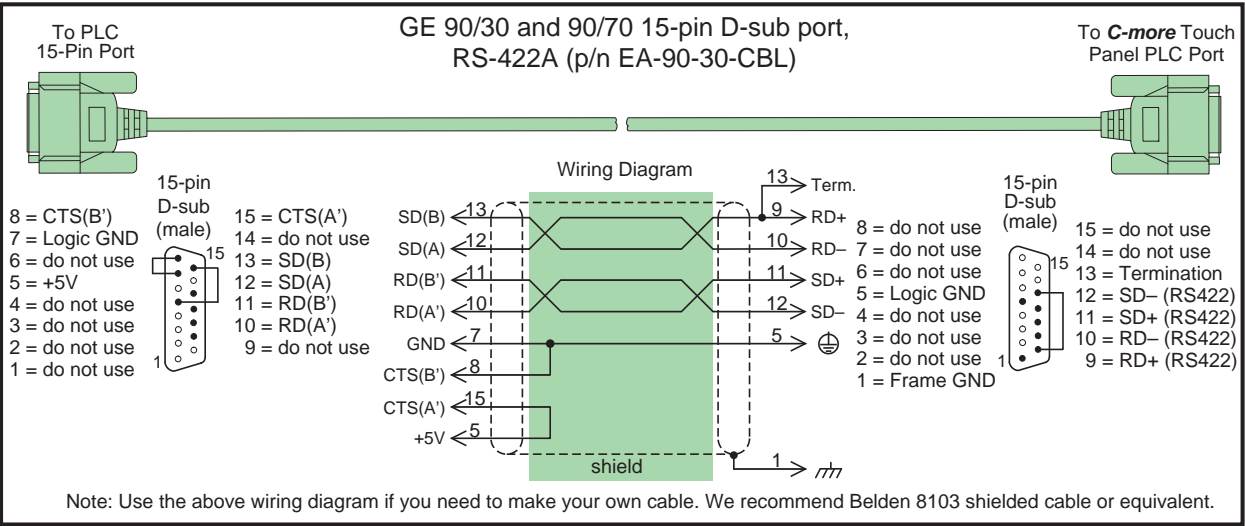 To PLC
15-Pin Port
GE 90/30 and 90/70 15-pin D-sub port,
RS-422A (p/n EA-90-30-CBL)
To C-more Touch
Panel PLC Port
15-pin
D-sub
(male)
8 = CTS(B’)
7 = Logic GND
6 = do not use
5 = +5V
4 = do not use
3 = do not use
2 = do not use
1 = do not use
15
1
15 = CTS(A’)
14 = do not use
13 = SD(B)
12 = SD(A)
11 = RD(B’)
10 = RD(A’)
9 = do not use
Wiring Diagram
13 Term.
SD(B) 13 9 RD+
SD(A) 12 10 RD–
RD(B’) 11 11 SD+
RD(A’) 10 12 SD–
GND 7 5
CTS(B’) 8
CTS(A’) 15
+5V 5
shield 1
8 = do not use
7 = do not use
6 = do not use
5 = Logic GND
4 = do not use
3 = do not use
2 = do not use
1 = Frame GND
15-pin
D-sub
(male)
15
1
15 = do not use
14 = do not use
13 = Termination
12 = SD– (RS422)
11 = SD+ (RS422)
10 = RD– (RS422)
9 = RD+ (RS422)
Note: Use the above wiring diagram if you need to make your own cable. We recommend Belden 8103 shielded cable or equivalent.